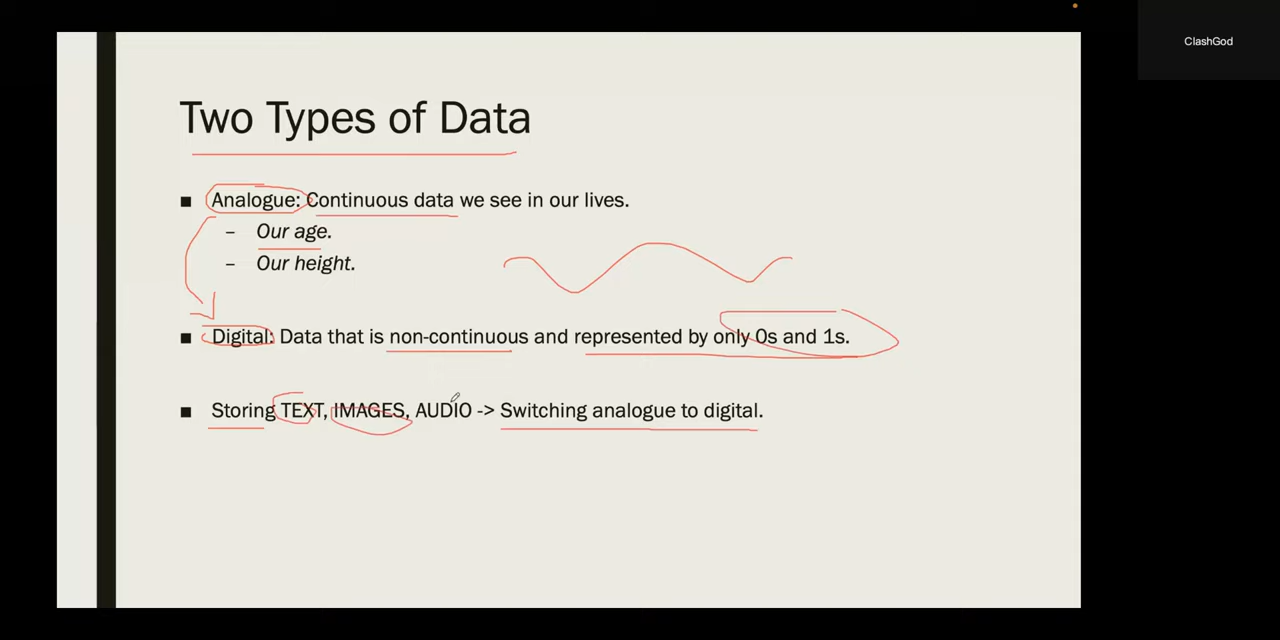 ClashGod
Two Types of Data
■ Analogue: Continuous data we see in our lives.
– Our age.
– Our height.
■ Digital: Data that is non-continuous and represented by only 0s and 1s.
■ Storing TEXT, IMAGES, AUDIO -> Switching analogue to digital.